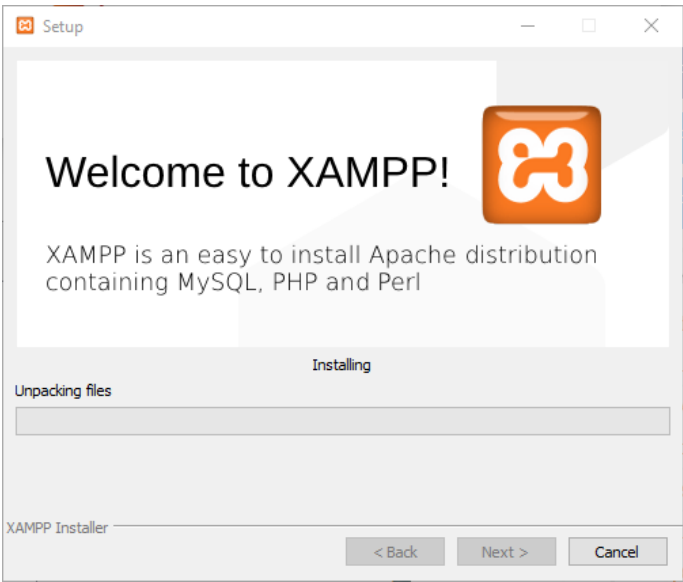 Setup
Welcome to XAMPP!
XAMPP is an easy to install Apache distribution
containing MySQL, PHP and Perl
Installing
Unpacking files
XAMPP Installer
< Back
Next >
Cancel